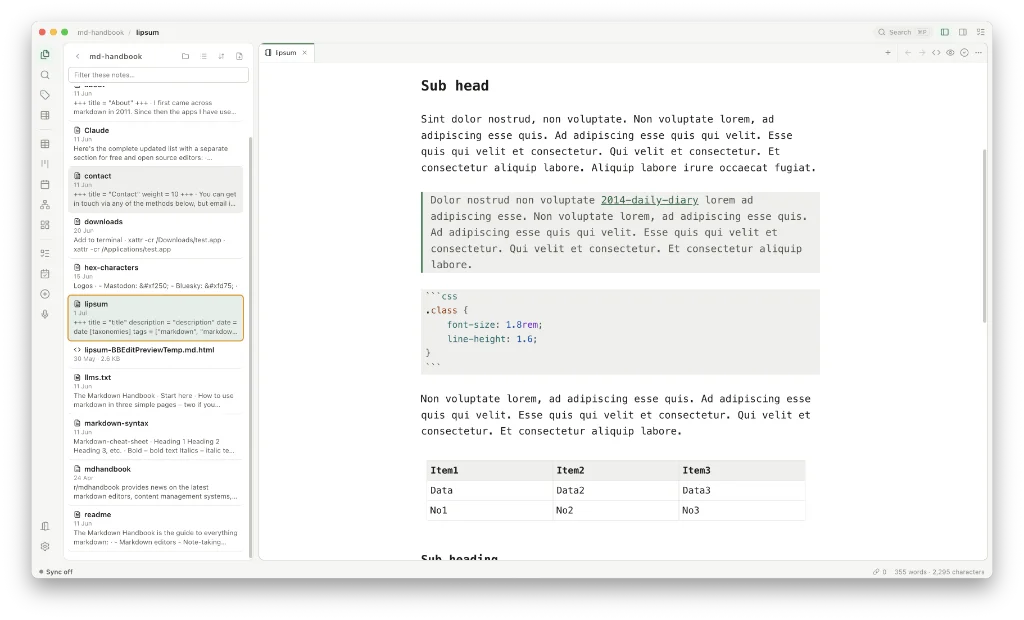 md-handbook / lipsum
Search ⌘P
md-handbook
Filter these notes...
11 Jun
+++ title = "About" +++ · I first came across
markdown in 2011. Since then the apps I have use...
Claude
11 Jun
Here's the complete updated list with a separate
section for free and open source editors. · ...
contact
11 Jun
+++ title = "Contact" weight = 10 +++ · You can get
in touch via any of the methods below, but email i...
downloads
20 Jun
Add to terminal · xattr -cr /Downloads/test.app ·
xattr -cr /Applications/test.app
hex-characters
15 Jun
Logos · – Mastodon: &#xf250; – Bluesky: &#xfd75; ·
lipsum
1 Jul
+++ title = "title" description = "description" date =
date [taxonomies] tags = ["markdown", "markdow...
lipsum-BBEditPreviewTemp.md.html
30 May · 2.6 KB
llms.txt
11 Jun
The Markdown Handbook · Start here · How to use
markdown in three simple pages – two if you...
markdown-syntax
11 Jun
Markdown-cheat-sheet · Heading 1 Heading 2
Heading 3, etc. · Bold – bold text Italics – italic te...
mdhandbook
24 Apr
r/mdhandbook provides news on the latest
markdown editors, content management systems,...
readme
11 Jun
The Markdown Handbook is the guide to everything
markdown: · – Markdown editors – Note-taking...
Sync off
lipsum ×
Sub head
Sint dolor nostrud, non voluptate. Non voluptate lorem, ad
adipiscing esse quis. Ad adipiscing esse quis qui velit. Esse
quis qui velit et consectetur. Qui velit et consectetur. Et
consectetur aliquip labore. Aliquip labore irure occaecat fugiat.
Dolor nostrud non voluptate 2014-daily-diary lorem ad
adipiscing esse. Non voluptate lorem, ad adipiscing esse quis.
Ad adipiscing esse quis qui velit. Esse quis qui velit et
consectetur. Qui velit et consectetur. Et consectetur aliquip
labore.
```css
.class {
    font-size: 1.8rem;
    line-height: 1.6;
}
```
Non voluptate lorem, ad adipiscing esse quis. Ad adipiscing esse
quis qui velit. Esse quis qui velit et consectetur. Qui velit et
consectetur. Et consectetur aliquip labore.
Item1 Item2 Item3
Data Data2 Data3
No1 No2 No3
Sub heading
0 355 words · 2,295 characters